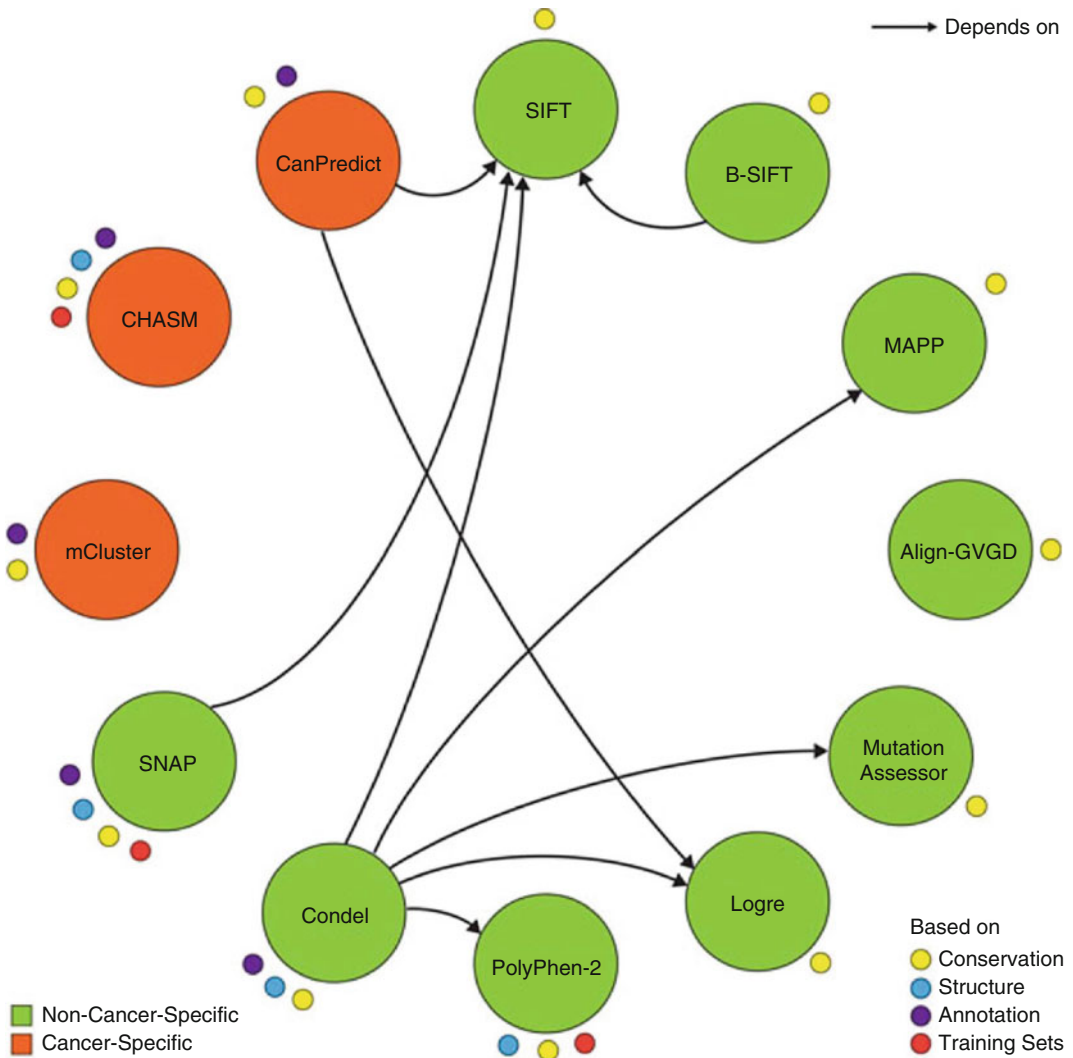 Depends on
SIFT
CanPredict
B-SIFT
CHASM
MAPP
mCluster
Align-GVGD
SNAP
Mutation
Assessor
Condel
Logre
PolyPhen-2
Non-Cancer-Specific
Cancer-Specific
Based on
Conservation
Structure
Annotation
Training Sets